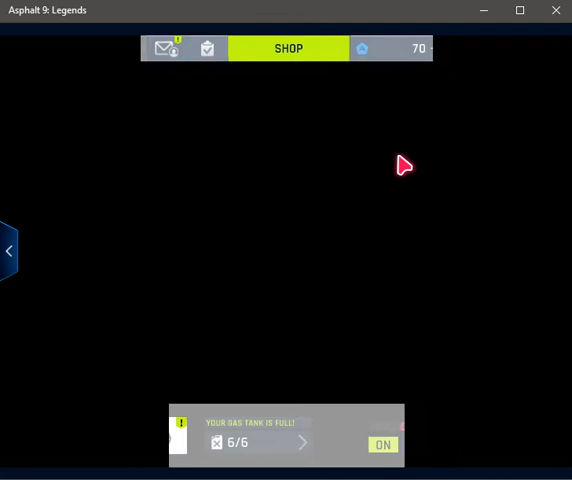 Asphalt 9: Legends
SHOP
70
YOUR GAS TANK IS FULL!
6/6
ON